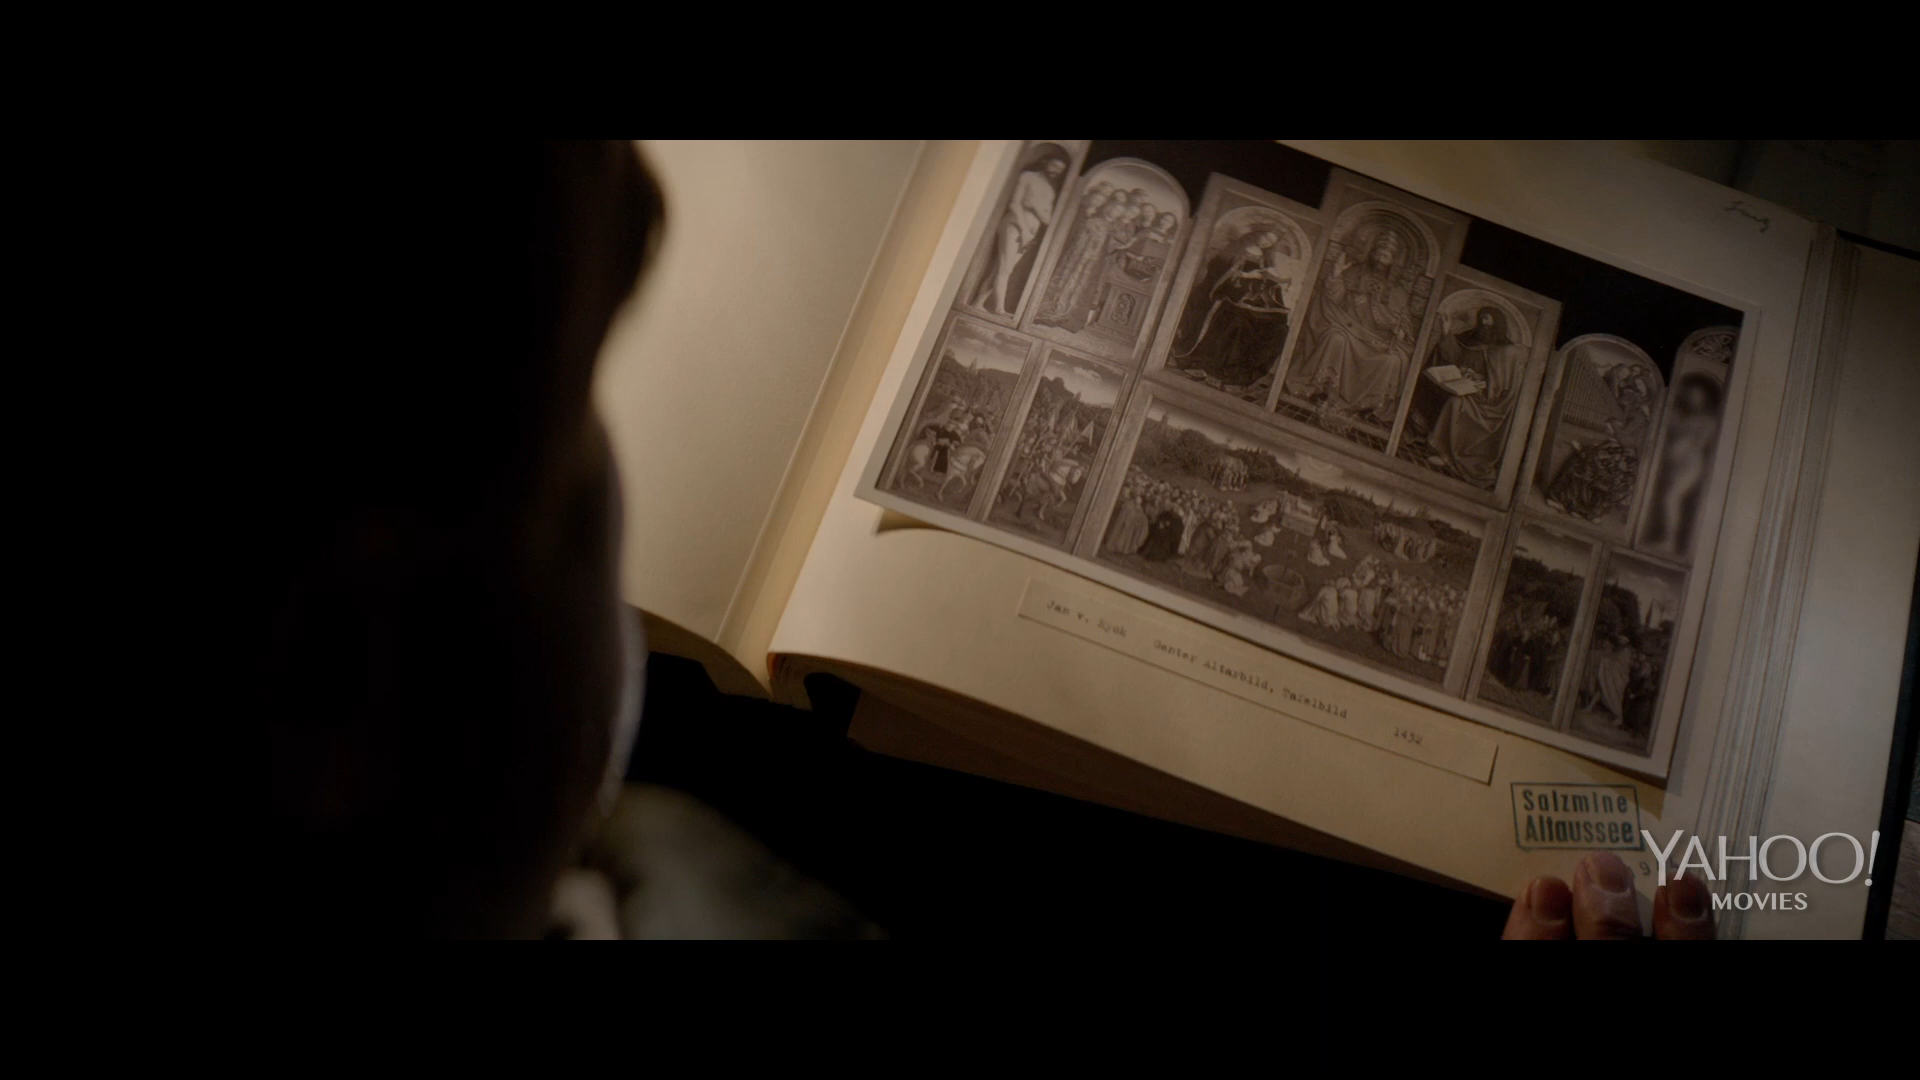 Jan v. Eyck Genter Altarbild, Tafelbild 1432
Salzmine
Altaussee
YAHOO!
MOVIES